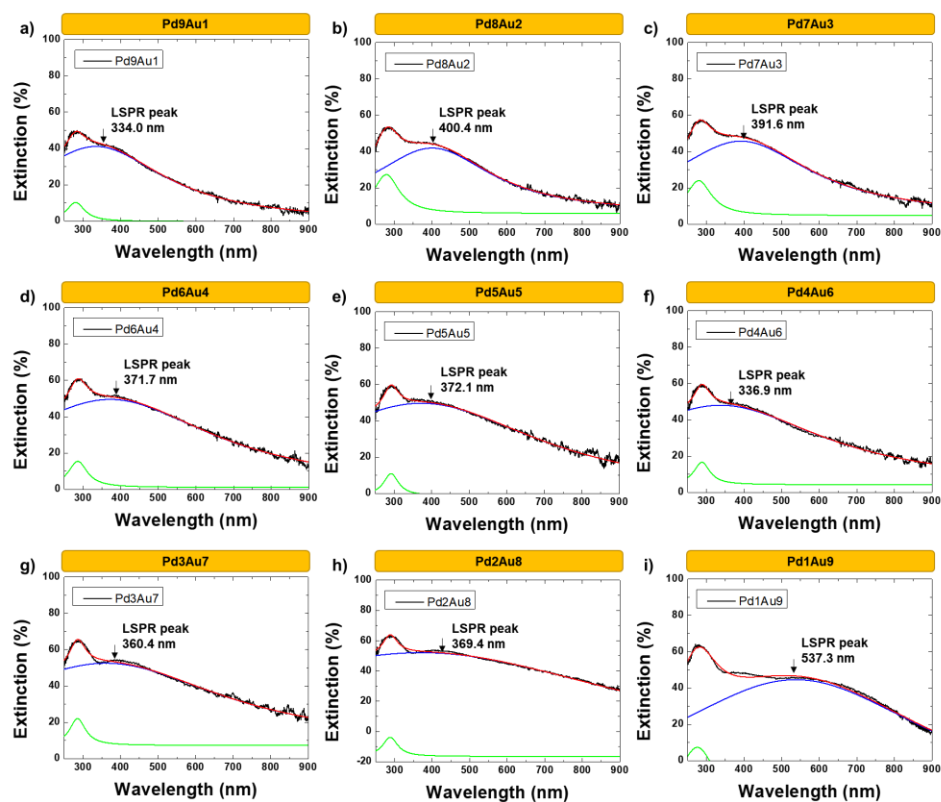 Pd9Au1
Pd8Au2
Pd7Au3
a)
b)
c)
100
80
60
40
20
0
Extinction (%)
Pd9Au1
LSPR peak
334.0 nm
300 400 500 600 700 800 900
Wavelength (nm)
100
80
60
40
20
0
Extinction (%)
Pd8Au2
LSPR peak
400.4 nm
300 400 500 600 700 800 900
Wavelength (nm)
100
80
60
40
20
0
Extinction (%)
Pd7Au3
LSPR peak
391.6 nm
300 400 500 600 700 800 900
Wavelength (nm)
d)
e)
f)
Pd6Au4
Pd5Au5
Pd4Au6
100
80
60
40
20
0
Extinction (%)
Pd6Au4
LSPR peak
371.7 nm
300 400 500 600 700 800 900
Wavelength (nm)
100
80
60
40
20
0
Extinction (%)
Pd5Au5
LSPR peak
372.1 nm
300 400 500 600 700 800 900
Wavelength (nm)
100
80
60
40
20
0
Extinction (%)
Pd4Au6
LSPR peak
336.9 nm
300 400 500 600 700 800 900
Wavelength (nm)
g)
h)
i)
Pd3Au7
Pd2Au8
Pd1Au9
100
80
60
40
20
0
Extinction (%)
Pd3Au7
LSPR peak
360.4 nm
300 400 500 600 700 800 900
Wavelength (nm)
100
80
60
40
20
0
-20
Extinction (%)
Pd2Au8
LSPR peak
369.4 nm
300 400 500 600 700 800 900
Wavelength (nm)
100
80
60
40
20
0
Extinction (%)
Pd1Au9
LSPR peak
537.3 nm
300 400 500 600 700 800 900
Wavelength (nm)